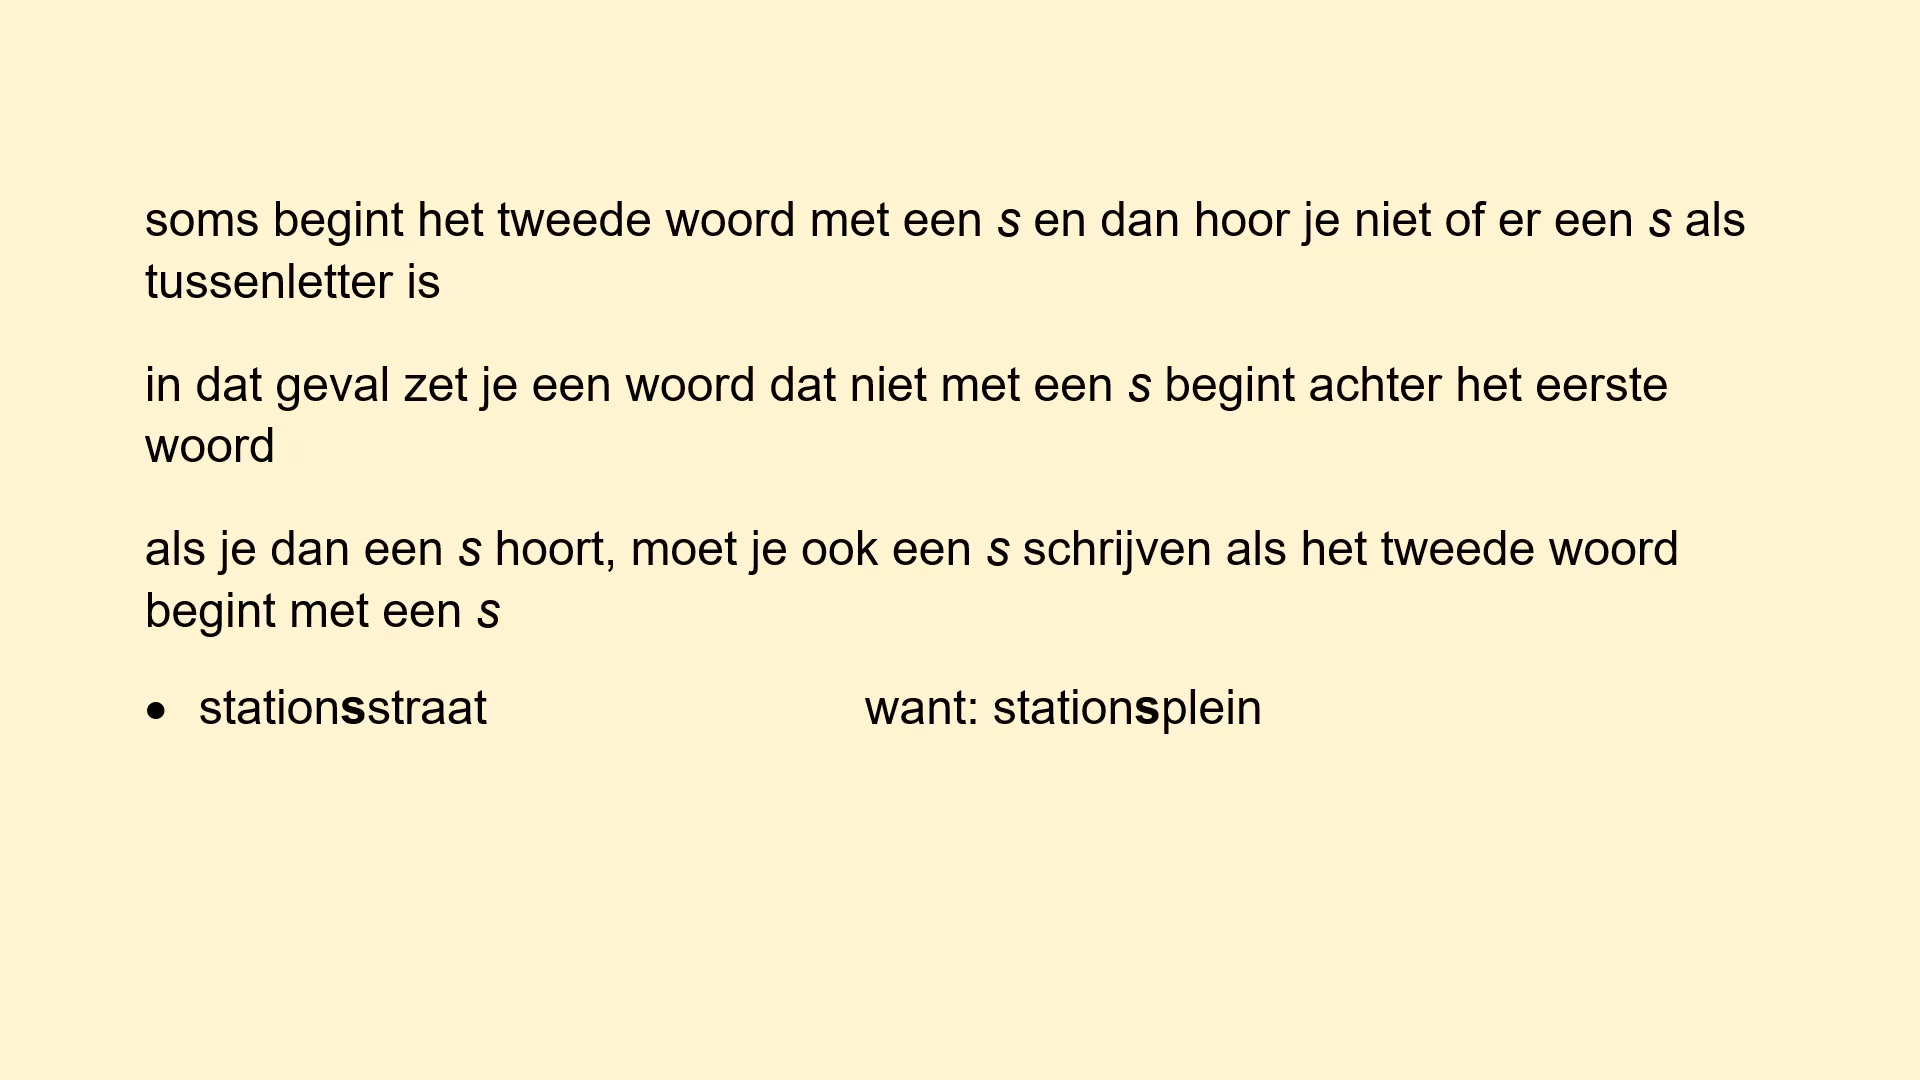 soms begint het tweede woord met een s en dan hoor je niet of er een s als
tussenletter is
in dat geval zet je een woord dat niet met een s begint achter het eerste
woord
als je dan een s hoort, moet je ook een s schrijven als het tweede woord
begint met een s
• stationsstraat want: stationsplein